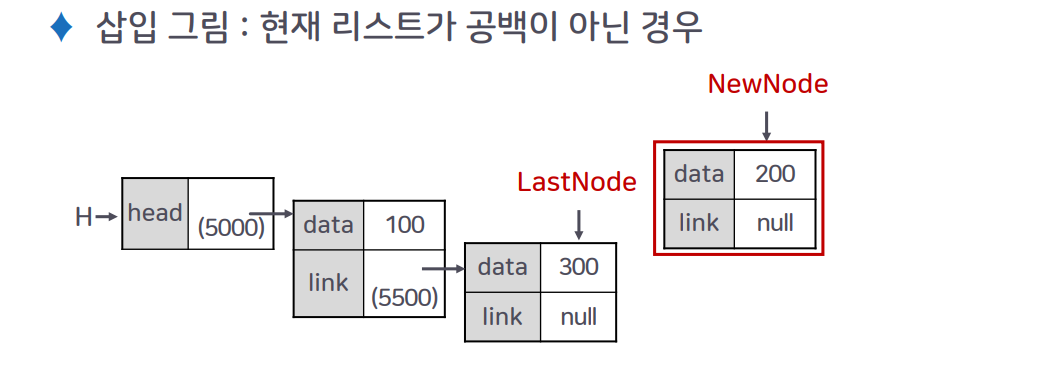 삽입 그림 : 현재 리스트가 공백이 아닌 경우
NewNode
data 200
link null
LastNode
H head (5000)
data 100
link (5500)
data 300
link null